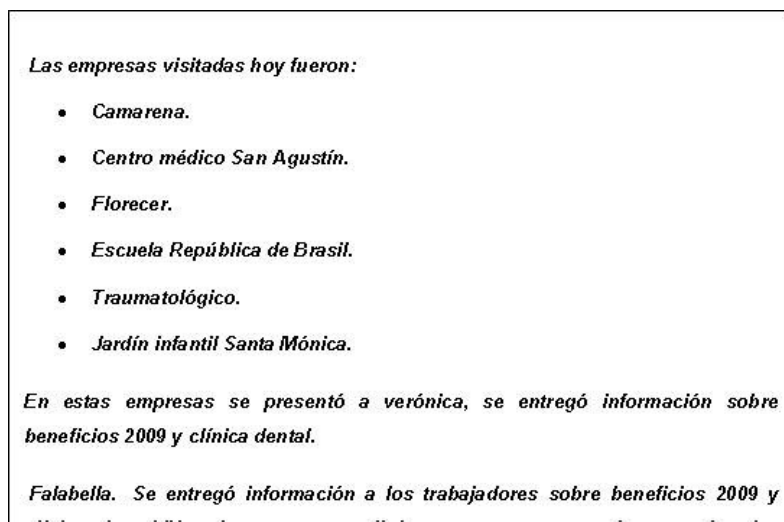 Las empresas visitadas hoy fueron:
• Camarena.
• Centro médico San Agustín.
• Florecer.
• Escuela República de Brasil.
• Traumatológico.
• Jardín infantil Santa Mónica.
En estas empresas se presentó a verónica, se entregó información sobre
beneficios 2009 y clínica dental.
Falabella. Se entregó información a los trabajadores sobre beneficios 2009 y